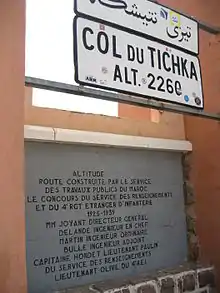 تيزي نتيشكا
COL DU TICHKA
ALT. 2260
ALTITUDE
ROUTE CONSTRUITE PAR LE SERVICE
DES TRAVAUX PUBLICS DU MAROC
LE CONCOURS DU SERVICE DES RENSEIGNEMENTS
ET DU 4e RGT ETRANGER D'INFANTERIE
1925-1939
MM JOYANT DIRECTEUR GENERAL
DELANDE INGENIEUR EN CHEF
MARTIN INGENIEUR ORDINAIRE
BULLE INGENIEUR ADJOINT
CAPITAINE HONDET LIEUTENANT PAULIN
DU SERVICE DES RENSEIGNEMENTS
LIEUTENANT OLIVE DU 4e REI